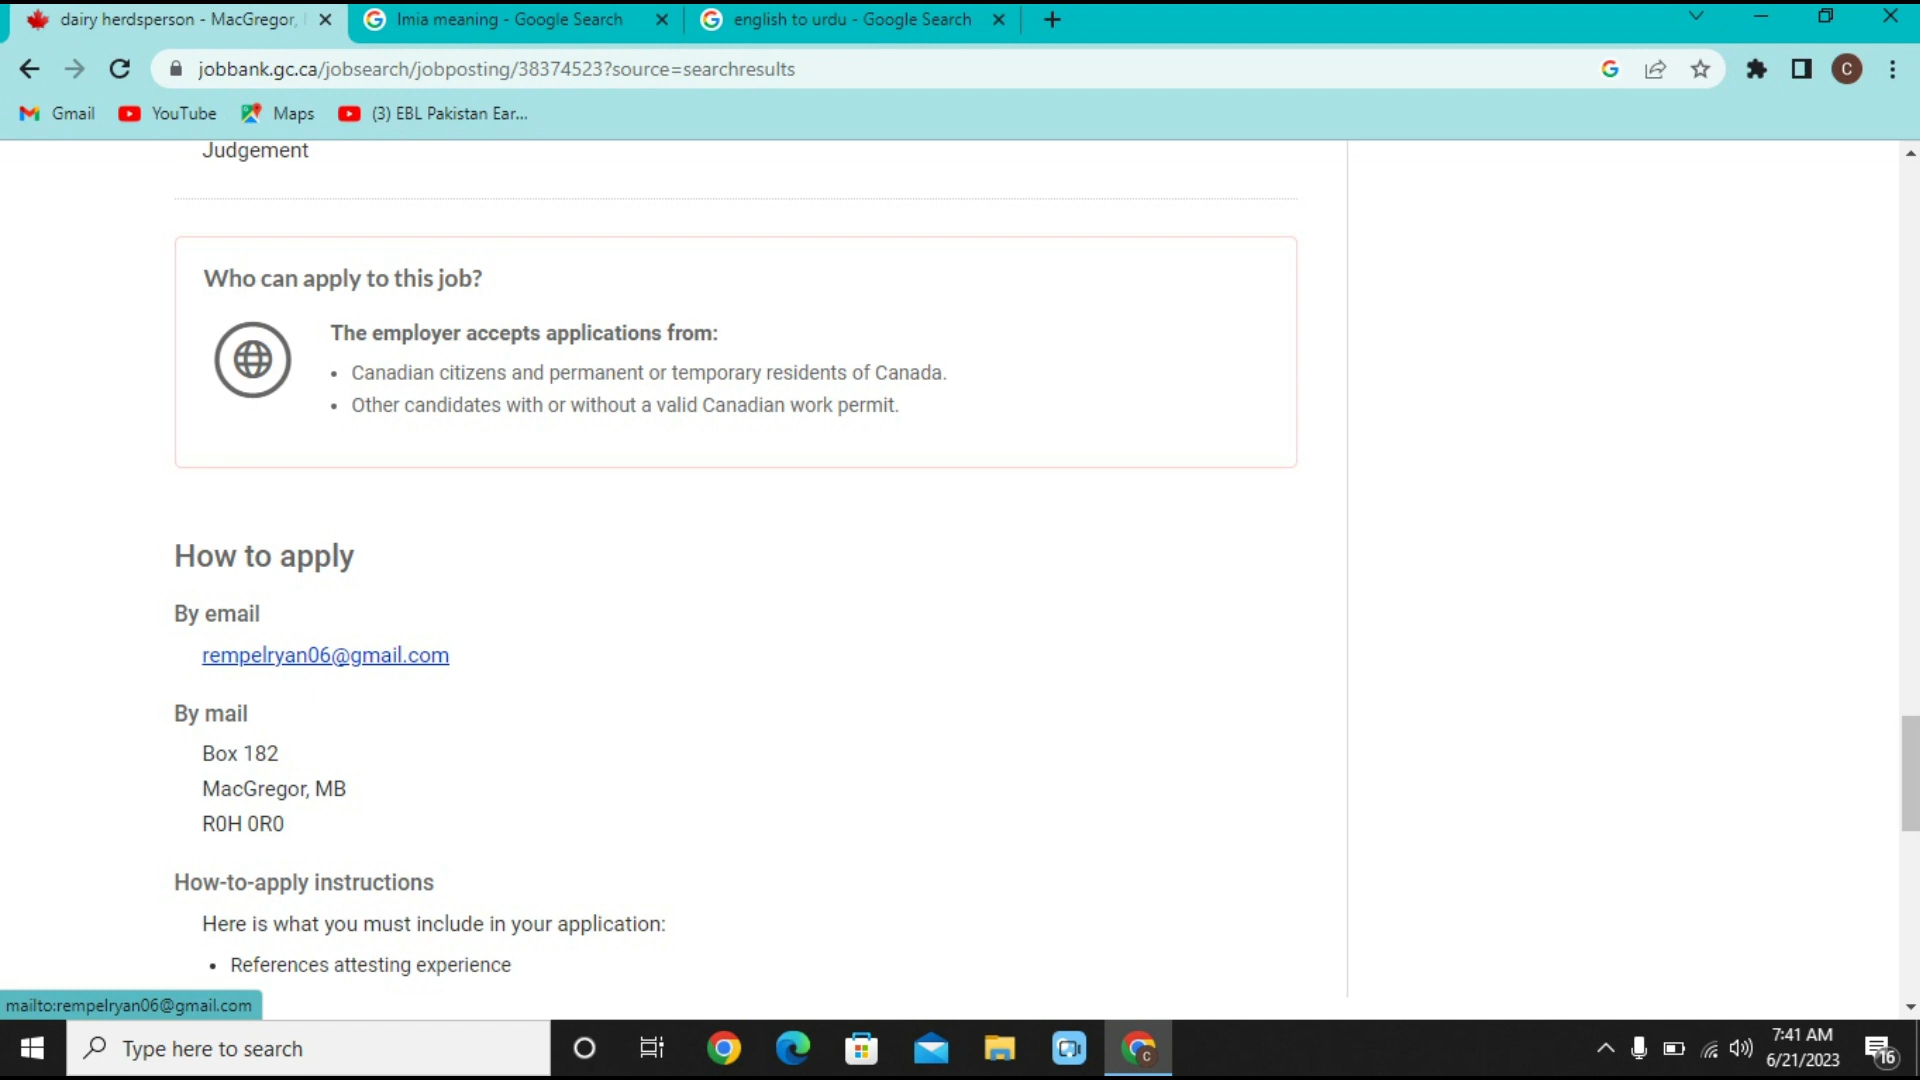 dairy herdsperson - MacGregor,
lmia meaning - Google Search
english to urdu - Google Search
jobbank.gc.ca/jobsearch/jobposting/38374523?source=searchresults
C
Gmail
YouTube
Maps
(3) EBL Pakistan Ear...
Judgement
Who can apply to this job?
The employer accepts applications from:
• Canadian citizens and permanent or temporary residents of Canada.
• Other candidates with or without a valid Canadian work permit.
How to apply
By email
rempelryan06@gmail.com
By mail
Box 182
MacGregor, MB
R0H 0R0
How-to-apply instructions
Here is what you must include in your application:
• References attesting experience
mailto:rempelryan06@gmail.com
Type here to search
7:41 AM
6/21/2023
16